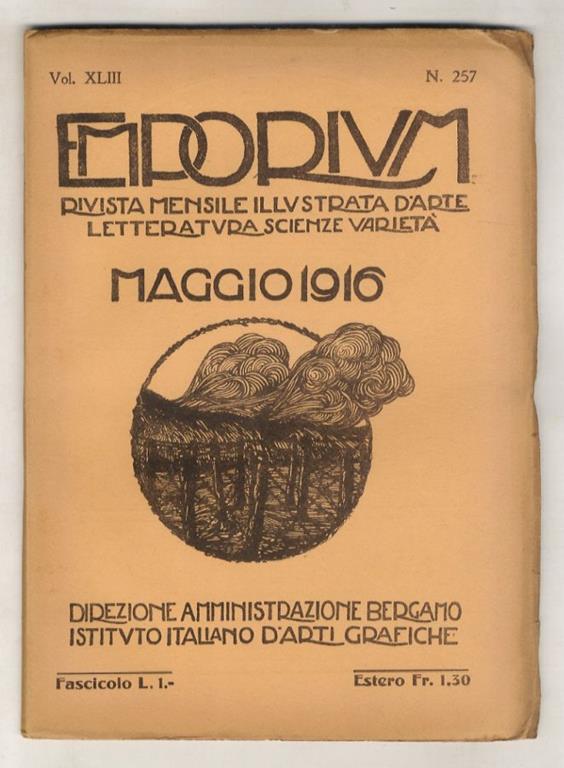 Vol. XLIII N. 257
EMPORIVM
RIVISTA MENSILE ILLVSTRATA D'ARTE
LETTERATVRA SCIENZE VARIETÀ
MAGGIO 1916
DIREZIONE AMMINISTRAZIONE BERGAMO
ISTITVTO ITALIANO D'ARTI GRAFICHE
Fascicolo L. 1.- Estero Fr. 1.30